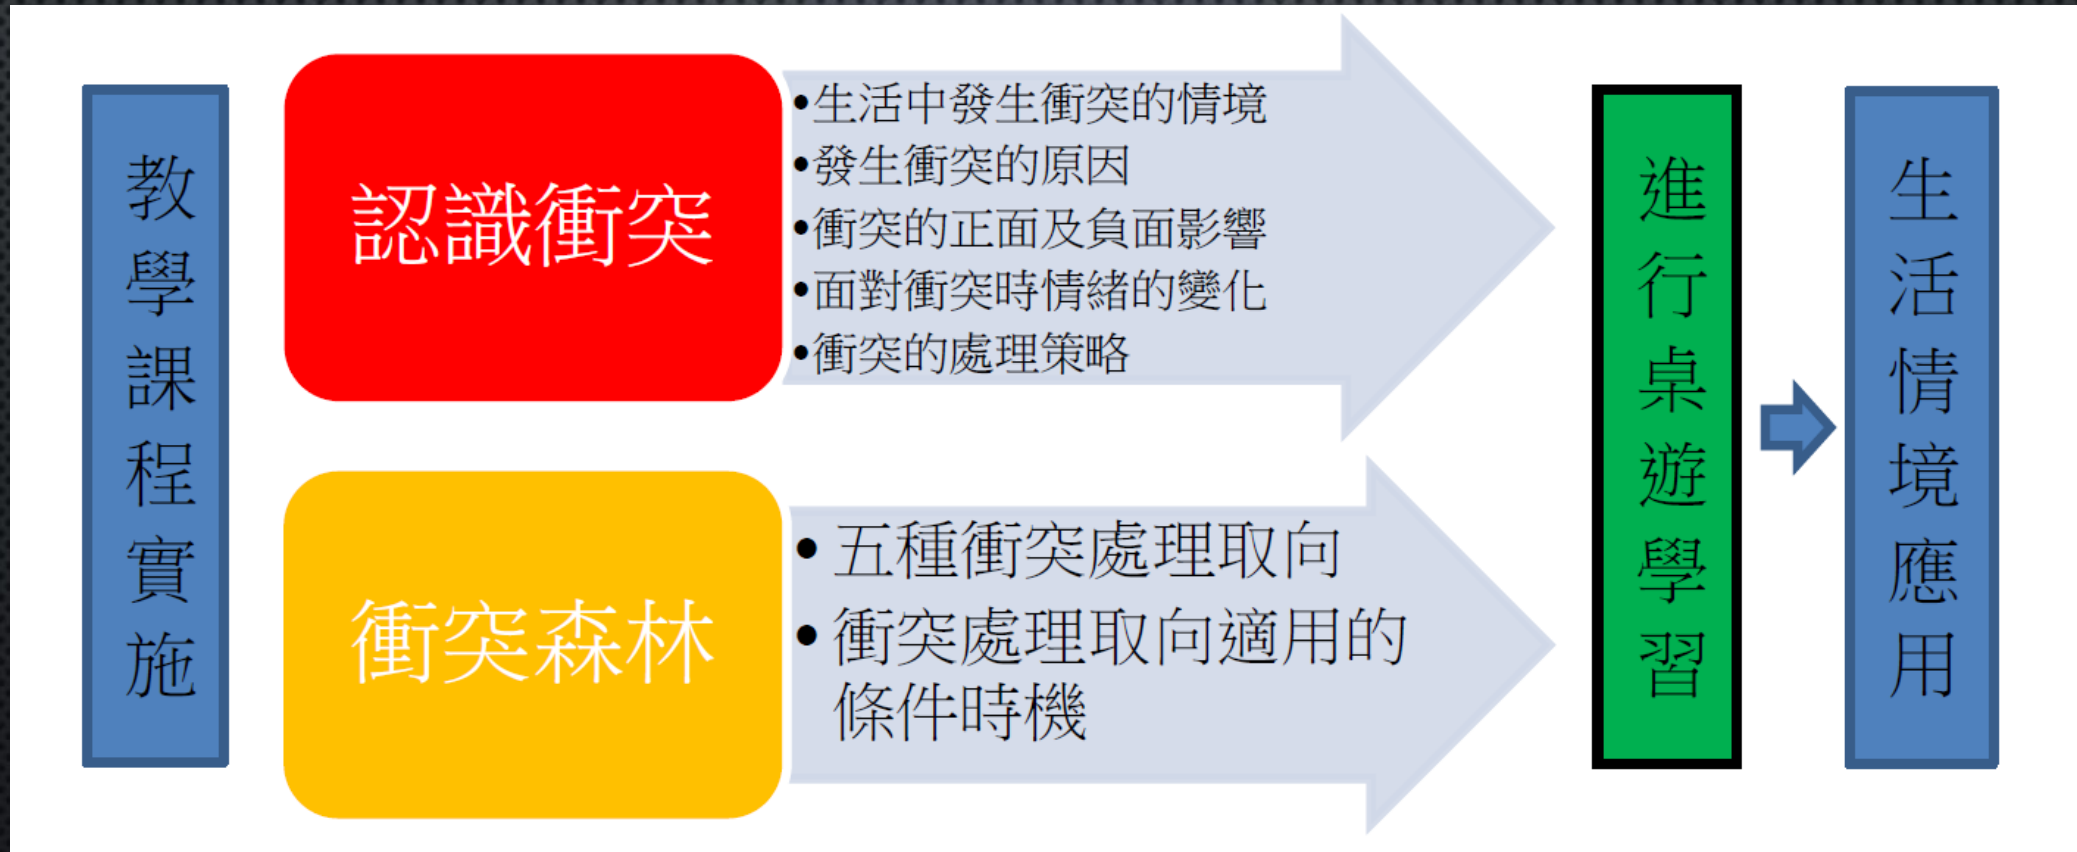 教學課程實施
認識衝突
•生活中發生衝突的情境
•發生衝突的原因
•衝突的正面及負面影響
•面對衝突時情緒的變化
•衝突的處理策略
衝突森林
•五種衝突處理取向
•衝突處理取向適用的
條件時機
進行桌遊學習
生活情境應用